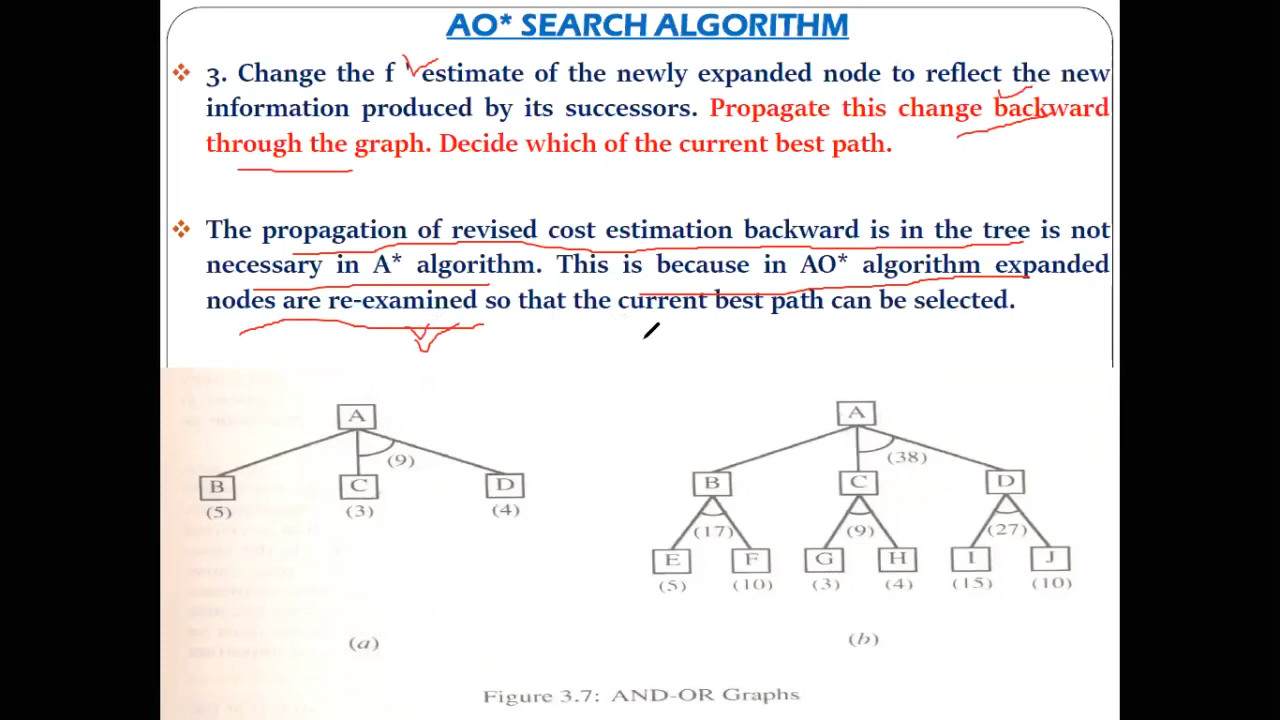 AO* SEARCH ALGORITHM
3. Change the f ' estimate of the newly expanded node to reflect the new
information produced by its successors. Propagate this change backward
through the graph. Decide which of the current best path.
The propagation of revised cost estimation backward is in the tree is not
necessary in A* algorithm. This is because in AO* algorithm expanded
nodes are re-examined so that the current best path can be selected.
A
(9)
B C D
(5) (3) (4)
(a)
A
(38)
B C D
(17) (9) (27)
E F G H I J
(5) (10) (3) (4) (15) (10)
(b)
Figure 3.7: AND-OR Graphs